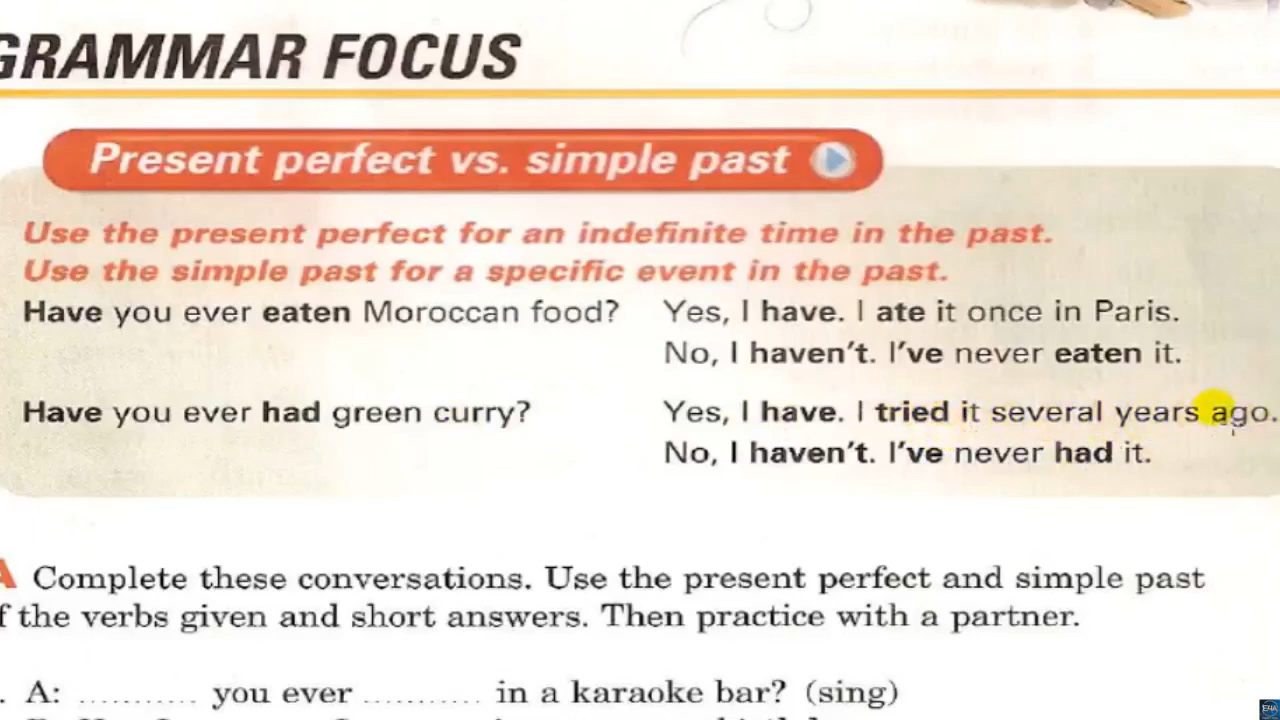 GRAMMAR FOCUS
Present perfect vs. simple past
Use the present perfect for an indefinite time in the past.
Use the simple past for a specific event in the past.
Have you ever eaten Moroccan food? Yes, I have. I ate it once in Paris.
No, I haven't. I've never eaten it.
Have you ever had green curry? Yes, I have. I tried it several years ago.
No, I haven't. I've never had it.
A Complete these conversations. Use the present perfect and simple past
f the verbs given and short answers. Then practice with a partner.
. A: ........... you ever ........... in a karaoke bar? (sing)